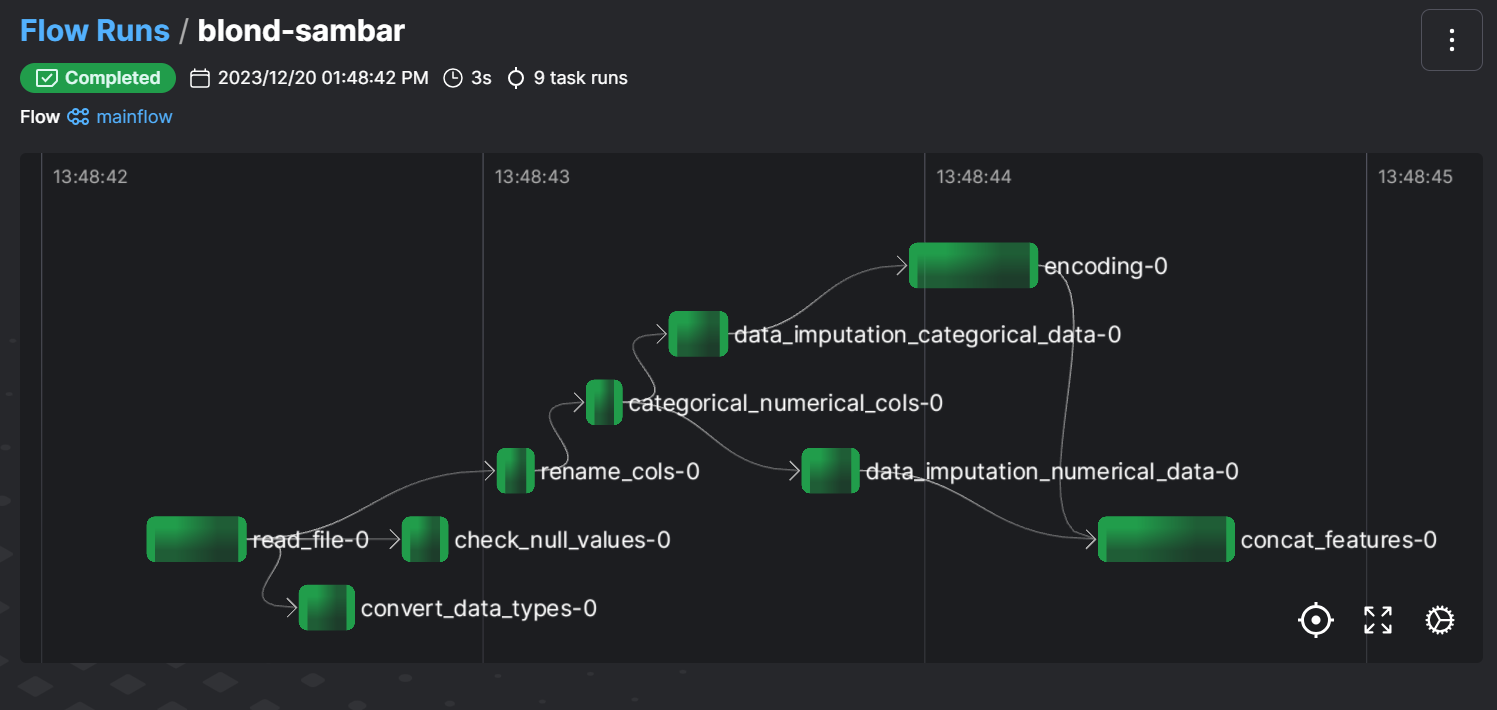 Flow Runs / blond-sambar
Completed 2023/12/20 01:48:42 PM 3s 9 task runs
Flow mainflow
13:48:42 13:48:43 13:48:44 13:48:45
encoding-0
data_imputation_categorical_data-0
categorical_numerical_cols-0
rename_cols-0 data_imputation_numerical_data-0
read_file-0 check_null_values-0 concat_features-0
convert_data_types-0